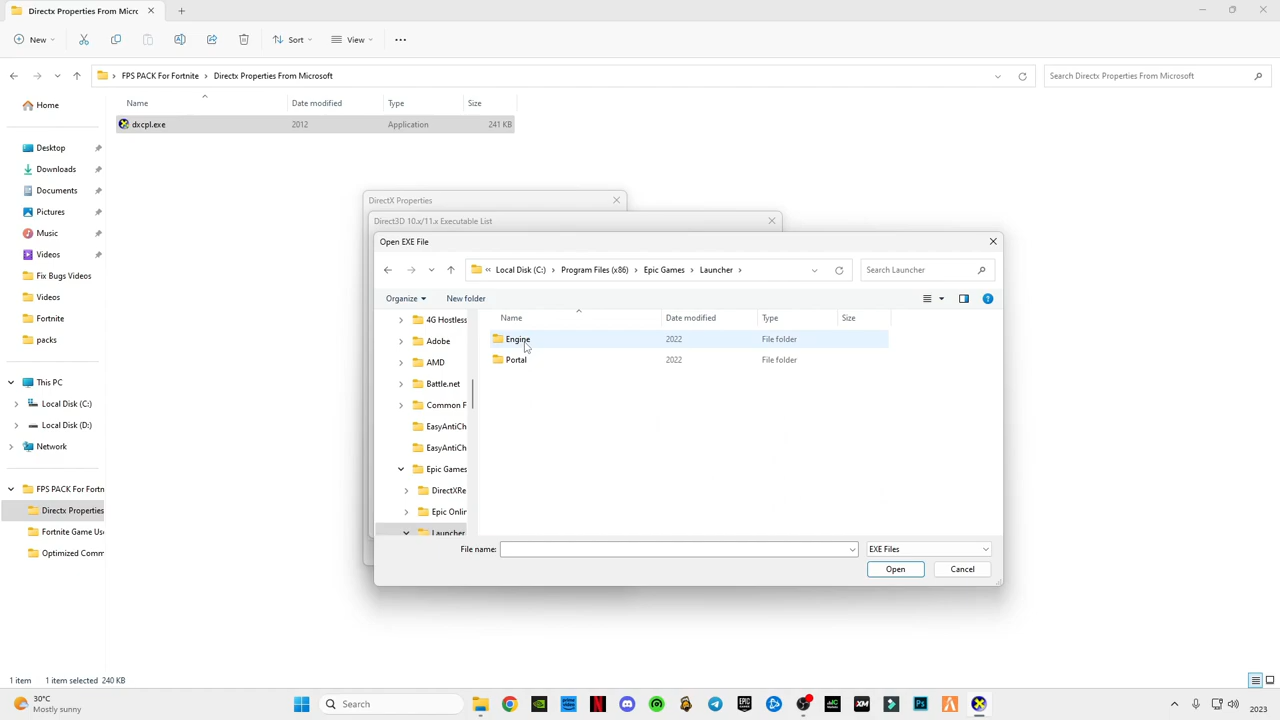 Directx Properties From Micrc
New
Sort
View
FPS PACK For Fortnite
Directx Properties From Microsoft
Search Directx Properties From Microsoft
Home
Desktop
Downloads
Documents
Pictures
Music
Videos
Fix Bugs Videos
Videos
Fortnite
packs
This PC
Local Disk (C:)
Local Disk (D:)
Network
FPS PACK For Fortn
Directx Properties
Fortnite Game Use
Optimized Comm
Name
Date modified
Type
Size
dxcpl.exe
2012
Application
241 KB
DirectX Properties
Direct3D 10.x/11.x Executable List
Open EXE File
Local Disk (C:)
Program Files (x86)
Epic Games
Launcher
Search Launcher
Organize
New folder
4G Hostless
Adobe
AMD
Battle.net
Common F
EasyAntiCh
EasyAntiCh
Epic Games
DirectXRe
Epic Onlin
Launcher
Name
Date modified
Type
Size
Engine
2022
File folder
Portal
2022
File folder
File name:
EXE Files
Open
Cancel
1 item
1 item selected 240 KB
30°C
Mostly sunny
Search
2023